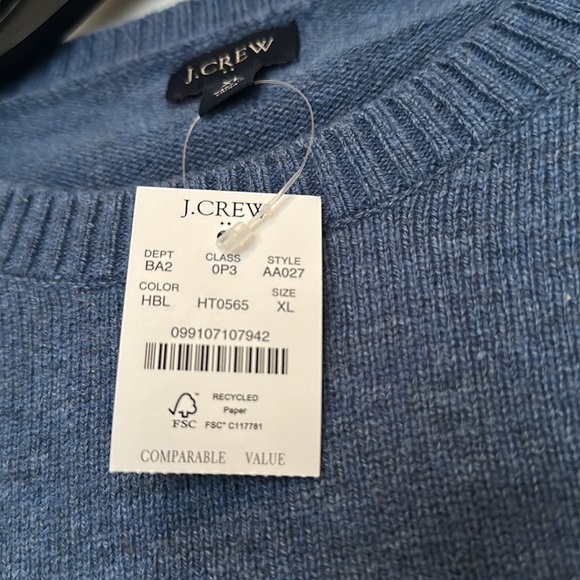 J.CREW
XL
J.CREW
DEPT CLASS STYLE
BA2 0P3 AA027
COLOR SIZE
HBL HT0565 XL
099107107942
RECYCLED
Paper
FSC FSC® C117781
COMPARABLE VALUE